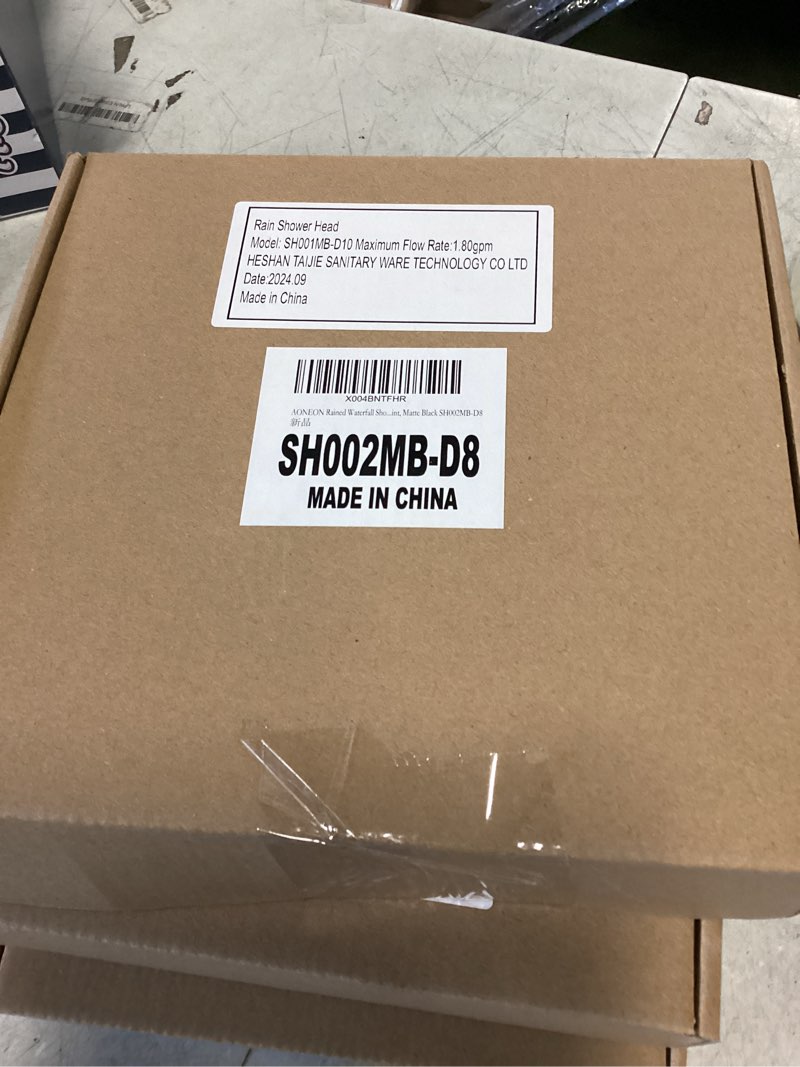 Rain Shower Head
Model: SH001MB-D10 Maximum Flow Rate:1.80gpm
HESHAN TAIJIE SANITARY WARE TECHNOLOGY CO LTD
Date:2024.09
Made in China
X004BNTFHR
AONEON Rained Waterfall Sho...int, Matte Black SH002MB-D8
新品
SH002MB-D8
MADE IN CHINA